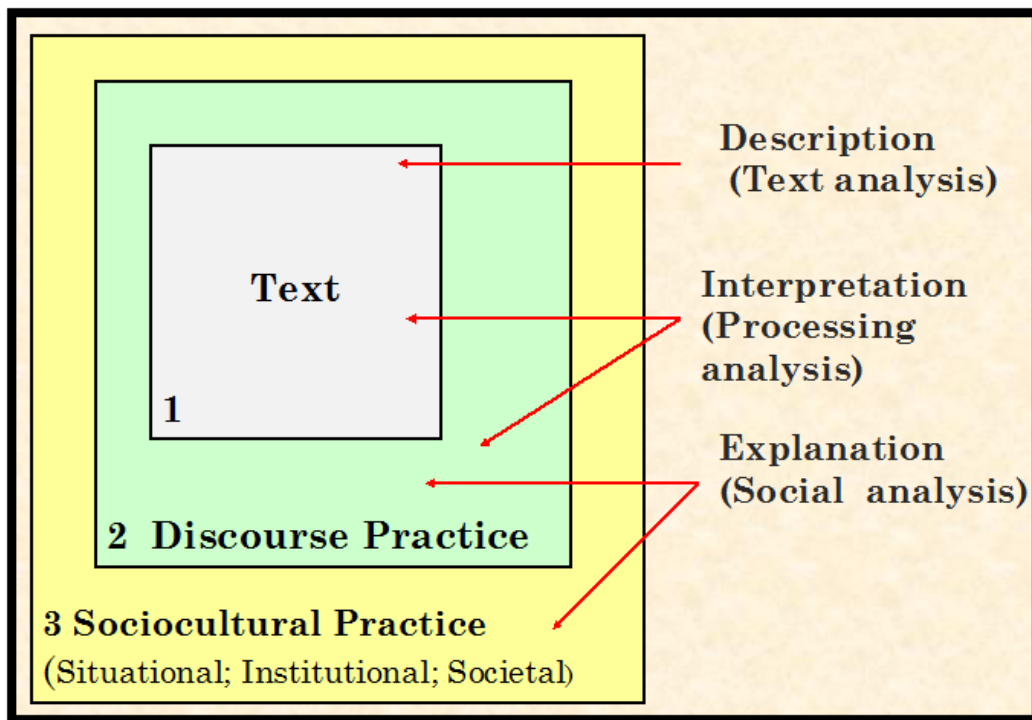 Description
(Text analysis)
Text
Interpretation
(Processing
analysis)
1
Explanation
(Social analysis)
2 Discourse Practice
3 Sociocultural Practice
(Situational; Institutional; Societal)